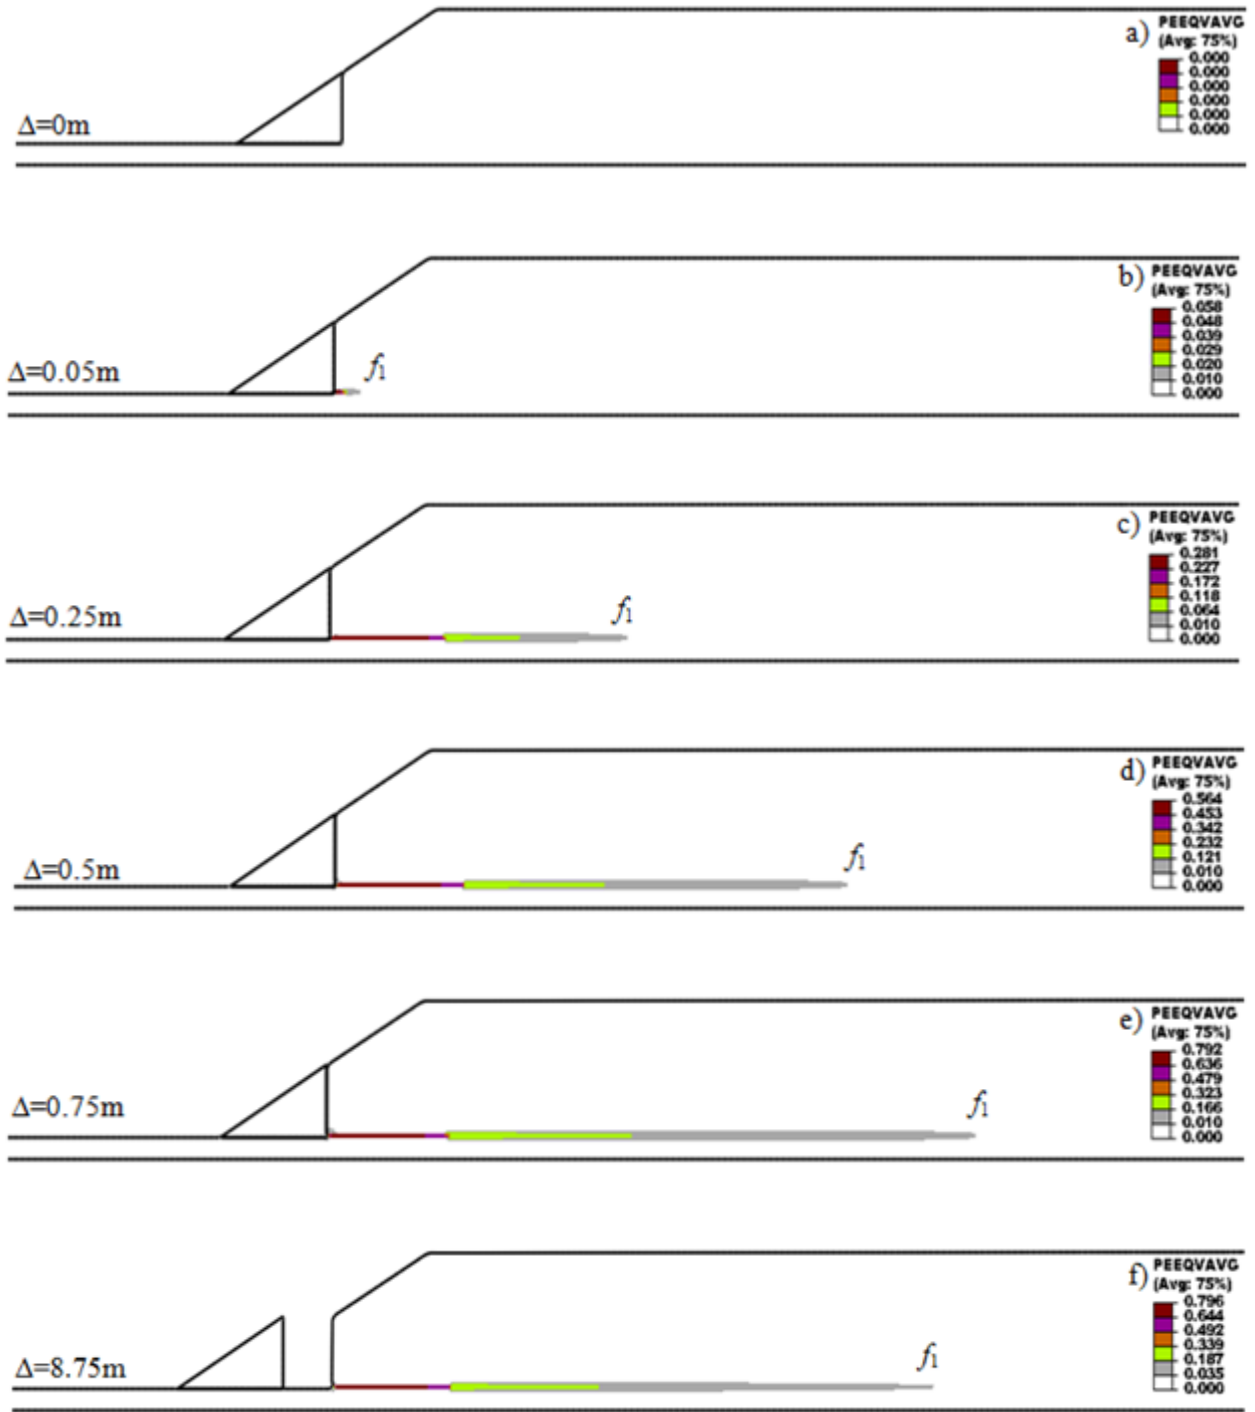 a) PEEQVAVG
(Avg: 75%)
0.000
0.000
0.000
0.000
0.000
0.000
Δ=0m
b) PEEQVAVG
(Avg: 75%)
0.058
0.048
0.039
0.029
0.020
0.010
0.000
Δ=0.05m
f1
c) PEEQVAVG
(Avg: 75%)
0.281
0.227
0.172
0.118
0.064
0.010
0.000
Δ=0.25m
f1
d) PEEQVAVG
(Avg: 75%)
0.564
0.453
0.342
0.232
0.121
0.010
0.000
Δ=0.5m
f1
e) PEEQVAVG
(Avg: 75%)
0.792
0.636
0.479
0.323
0.166
0.010
0.000
Δ=0.75m
f1
f) PEEQVAVG
(Avg: 75%)
0.796
0.644
0.492
0.339
0.187
0.035
0.000
Δ=8.75m
f1